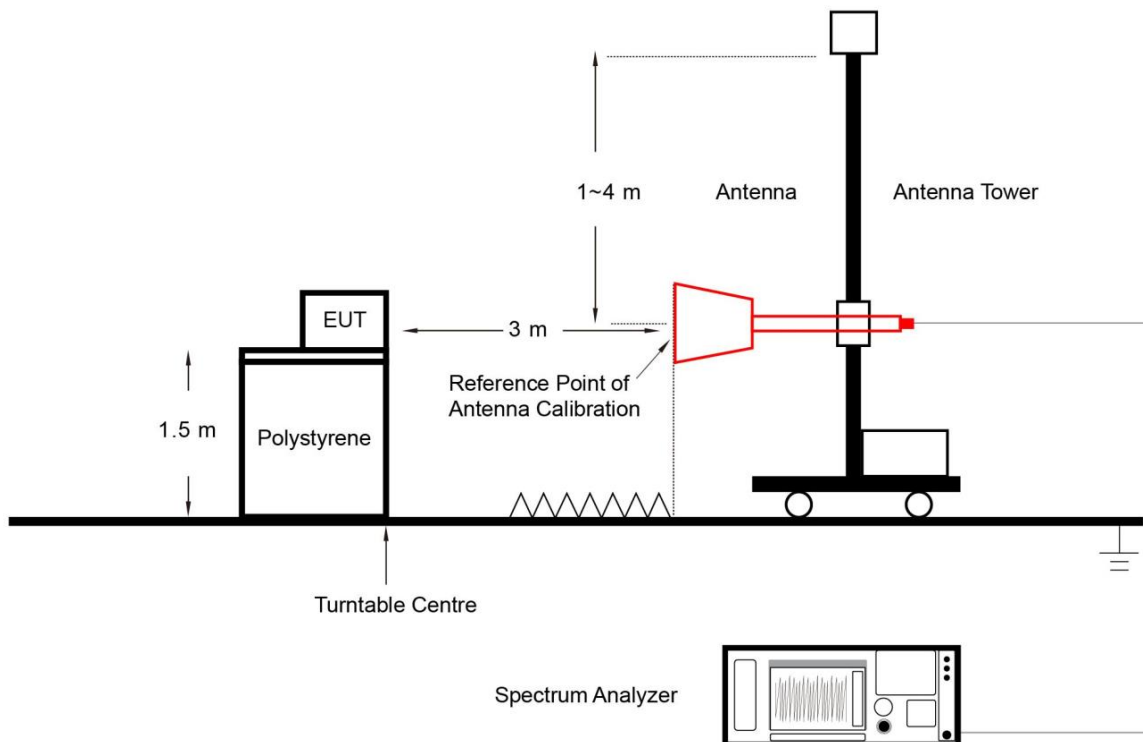 1~4 m
Antenna
Antenna Tower
EUT
3 m
Reference Point of
Antenna Calibration
1.5 m
Polystyrene
Turntable Centre
Spectrum Analyzer